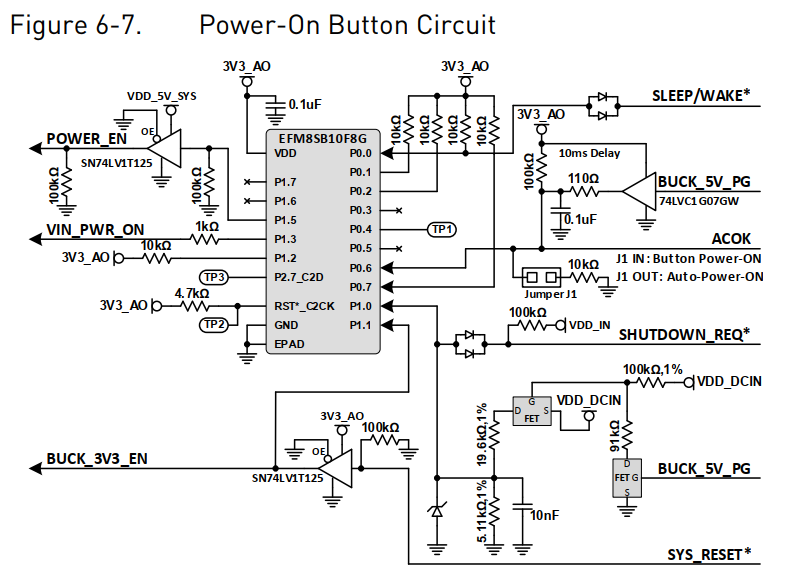 Figure 6-7. Power-On Button Circuit
3V3_AO
3V3_AO
VDD_5V_SYS
0.1uF
SLEEP/WAKE*
3V3_AO
OE
10kΩ
10kΩ
10kΩ
10kΩ
POWER_EN
EFM8SB10F8G
10ms Delay
SN74LV1T125
VDD
P0.0
P0.1
100kΩ
100kΩ
P1.7
P0.2
100kΩ
110Ω
BUCK_5V_PG
P1.6
P0.3
74LVC1G07GW
P1.5
P0.4
TP1
0.1uF
VIN_PWR_ON
1kΩ
P1.3
P0.5
ACOK
10kΩ
3V3_AO
P1.2
P0.6
J1 IN: Button Power-ON
TP3
P2.7_C2D
P0.7
10kΩ
J1 OUT: Auto-Power-ON
Jumper J1
3V3_AO
4.7kΩ
RST*_C2CK
P1.0
TP2
GND
P1.1
100kΩ
VDD_IN
EPAD
SHUTDOWN_REQ*
100kΩ,1%
VDD_DCIN
G
D
S
FET
VDD_DCIN
3V3_AO
100kΩ
19.6kΩ,1%
91kΩ
OE
BUCK_3V3_EN
SN74LV1T125
D
FET G
S
BUCK_5V_PG
5.11kΩ,1%
10nF
SYS_RESET*